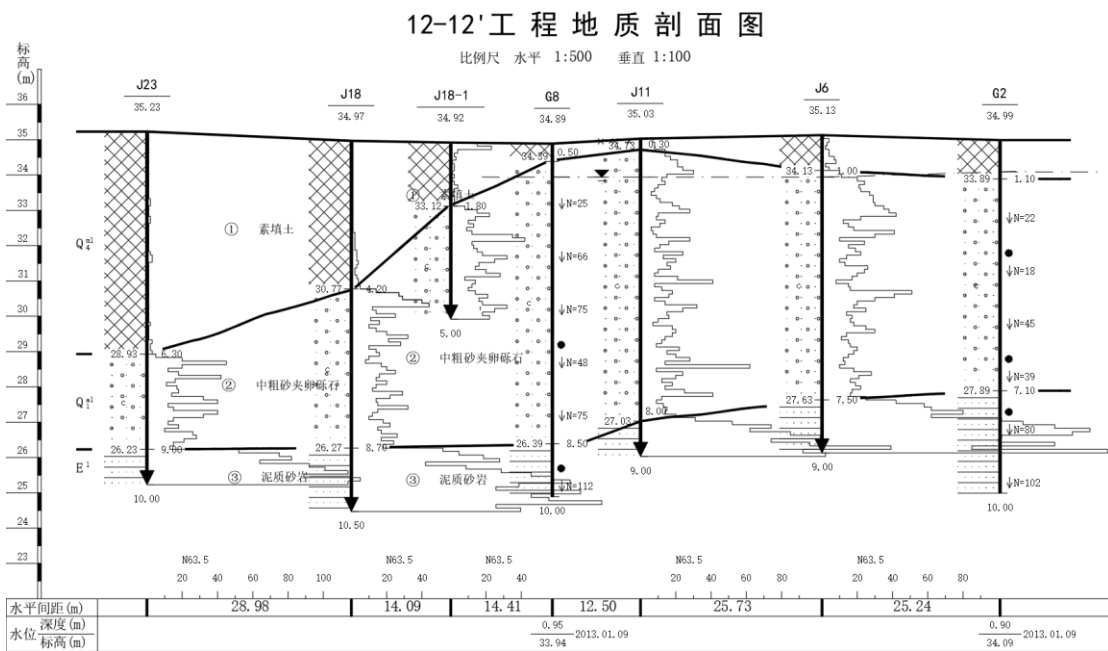 12-12'工程地质剖面图
比例尺 水平 1:500 垂直 1:100
标高(m)
J23 J18 J18-1 G8 J11 J6 G2
35.23 34.97 34.92 34.89 35.03 35.13 34.99
36
35
34
33
32
31
30
29
28
27
26
25
24
23
34.39 0.50 34.73 0.30
34.13 1.00 33.89 1.10
① 素填土
33.12 1.80
N=25
N=22
① 素填土
N=66
N=18
30.77 4.20
N=75
N=45
5.00
28.93 6.30
② 中粗砂夹卵砾石
N=48
N=39
② 中粗砂夹卵砾石
27.63 7.50 27.89 7.10
N=75
27.03 8.00
N=80
26.23 9.00 26.27 8.70 26.39 8.50
9.00 9.00
③ 泥质砂岩 ③ 泥质砂岩
N=112
N=102
10.00 10.50 10.00 10.00
N63.5 N63.5 N63.5 N63.5 N63.5
20 40 60 80 100 20 40 20 40 20 40 60 80 20 40 60 80
水平间距(m) 28.98 14.09 14.41 12.50 25.73 25.24
水位 深度(m) 0.95 0.90
标高(m) 33.94 2013.01.09 34.09 2013.01.09